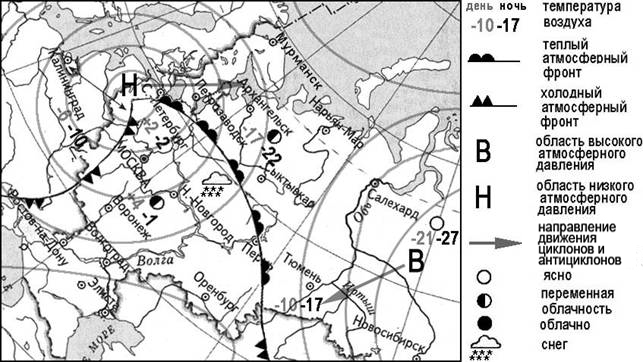 Мурманск
Калининград
Н
С.-Петербург
Петрозаводск
Архангельск
Нарьян-Мар
-6 -10
-2 -2
-17 -22
МОСКВА
Сыктывкар
Салехард
Обь
-4 -1
Воронеж
Н.-Новгород
Ростов-на-Дону
Волгоград
Волга
Пермь
Тюмень
В
-21 -27
Элиста
Оренбург
-10 -17
Иртыш
Новосибирск
МОРЕ
день ночь
-10 -17
температура
воздуха
теплый
атмосферный
фронт
холодный
атмосферный
фронт
В
область высокого
атмосферного
давления
Н
область низкого
атмосферного
давления
направление
движения
циклонов и
антициклонов
ясно
переменная
облачность
облачно
снег